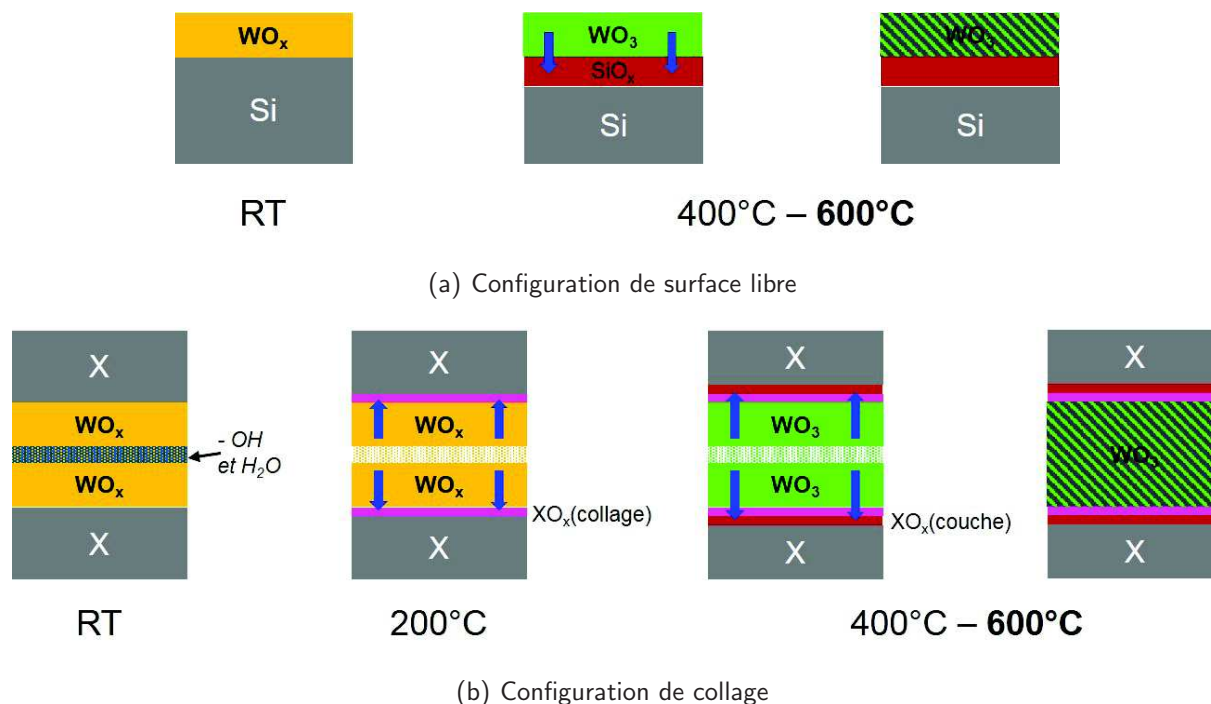 WOₓ
Si
RT
WO₃
SiOₓ
Si
WO₃
Si
400°C – 600°C
(a) Configuration de surface libre
X
WOₓ
- OH
et H₂O
WOₓ
X
RT
X
WOₓ
WOₓ
XOₓ(collage)
X
200°C
X
WO₃
WO₃
XOₓ(couche)
X
X
WO₃
X
400°C – 600°C
(b) Configuration de collage